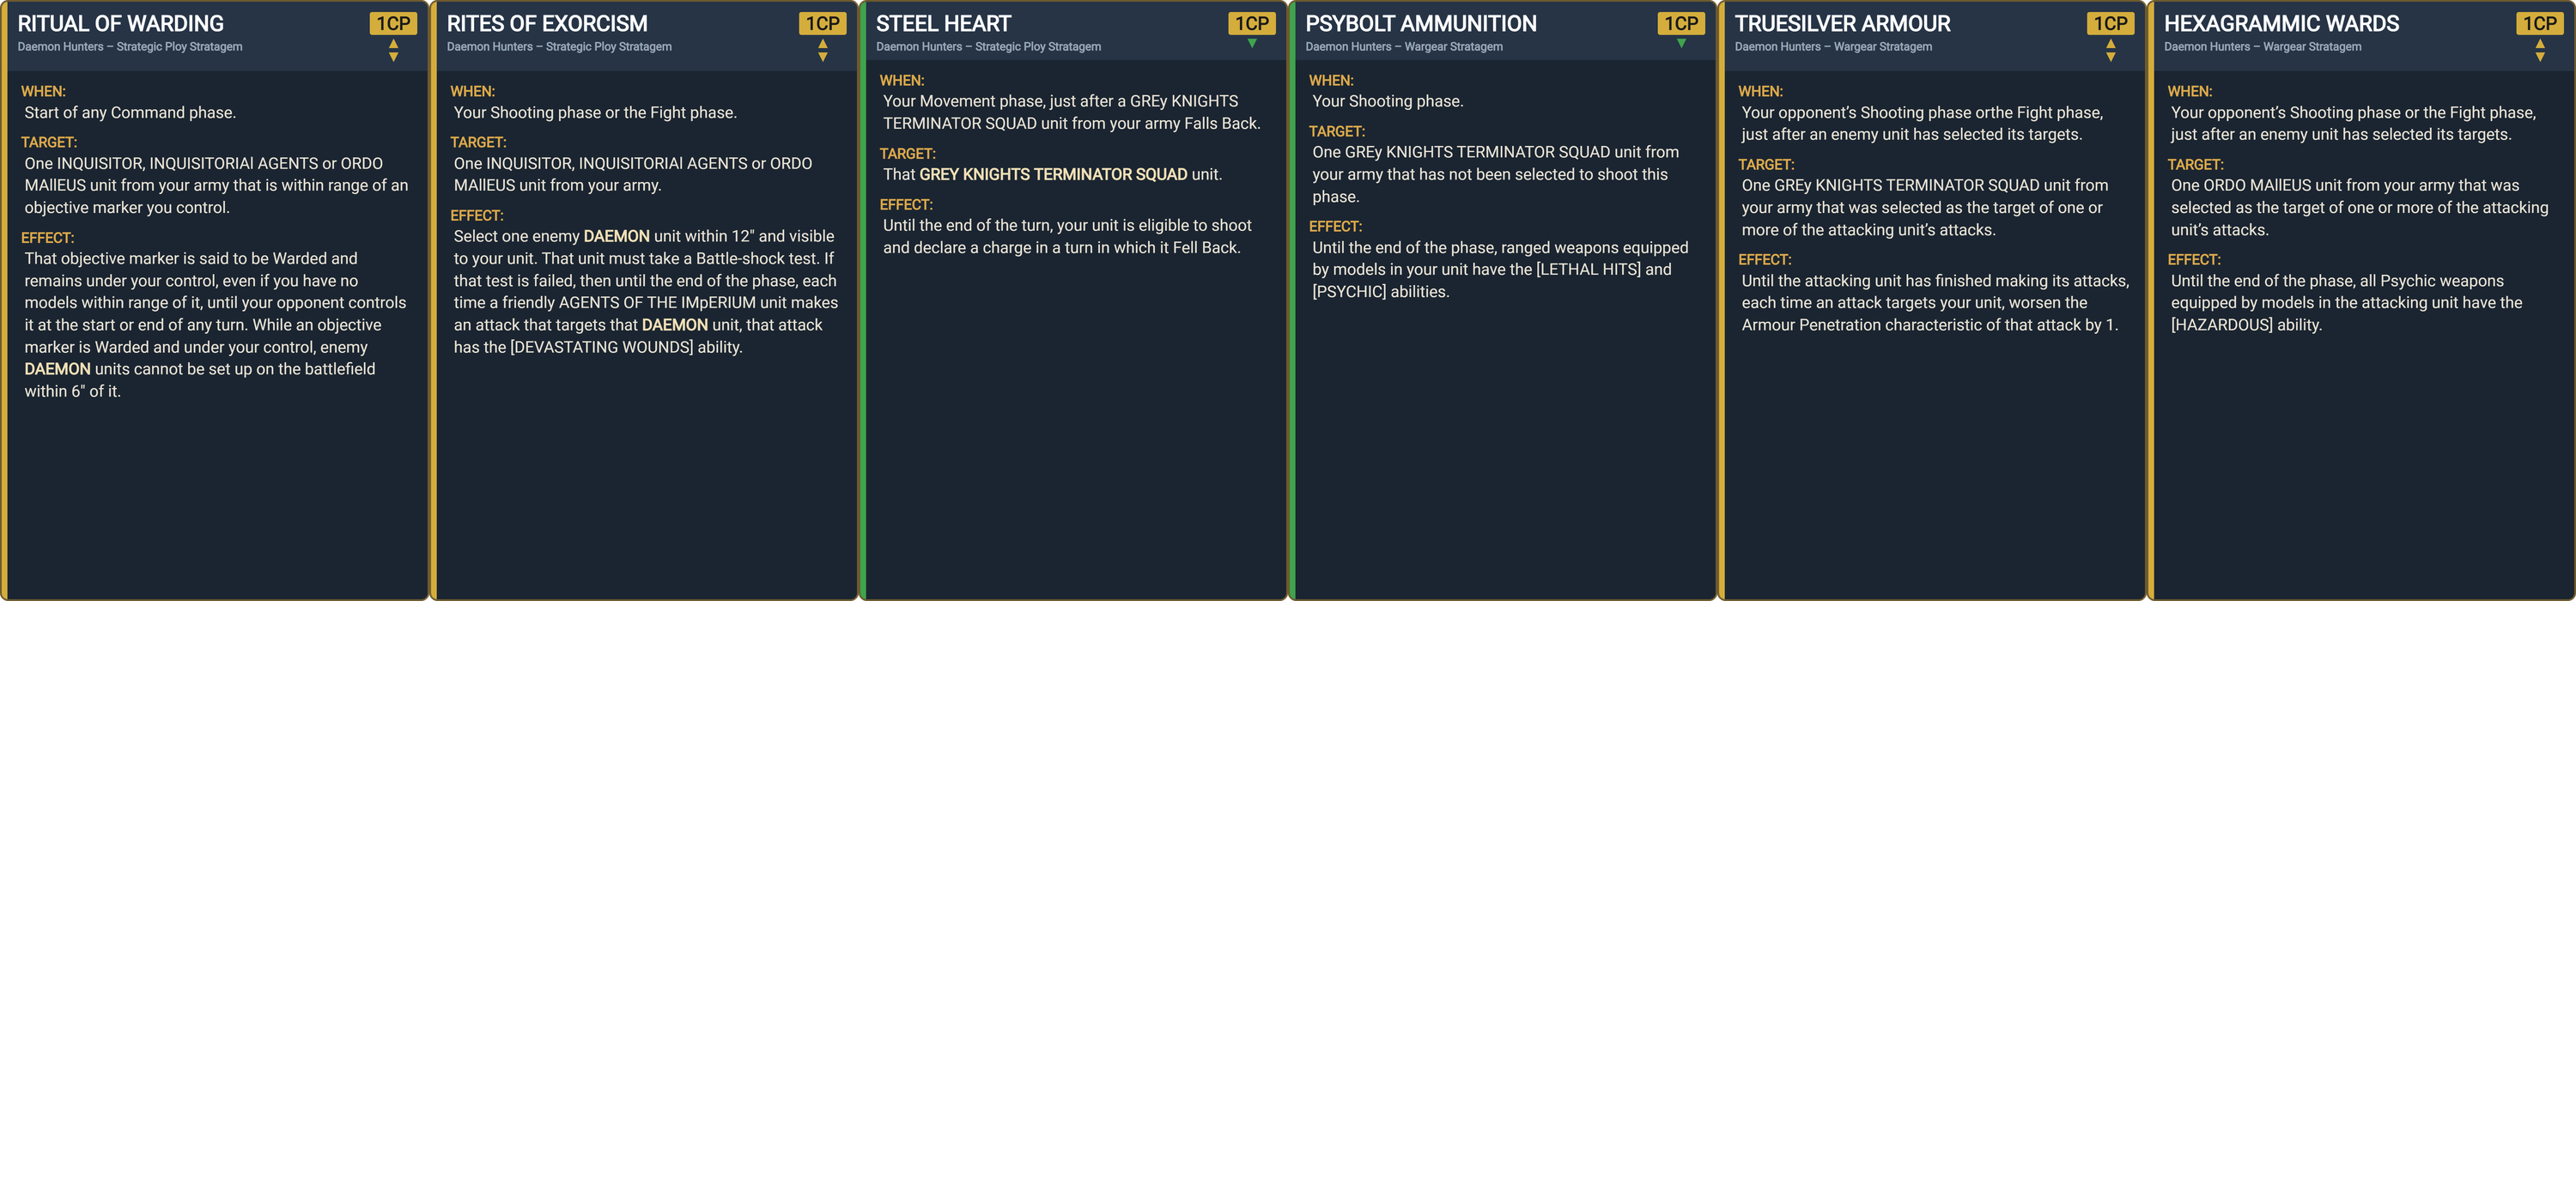 RITUAL OF WARDING
1CP
Daemon Hunters – Strategic Ploy Stratagem
WHEN:
Start of any Command phase.
TARGET:
One INQUISITOR, INQUISITORIAl AGENTS or ORDO
MAllEUS unit from your army that is within range of an
objective marker you control.
EFFECT:
That objective marker is said to be Warded and
remains under your control, even if you have no
models within range of it, until your opponent controls
it at the start or end of any turn. While an objective
marker is Warded and under your control, enemy
DAEMON units cannot be set up on the battlefield
within 6" of it.
RITES OF EXORCISM
1CP
Daemon Hunters – Strategic Ploy Stratagem
WHEN:
Your Shooting phase or the Fight phase.
TARGET:
One INQUISITOR, INQUISITORIAl AGENTS or ORDO
MAllEUS unit from your army.
EFFECT:
Select one enemy DAEMON unit within 12" and visible
to your unit. That unit must take a Battle-shock test. If
that test is failed, then until the end of the phase, each
time a friendly AGENTS OF THE IMpERIUM unit makes
an attack that targets that DAEMON unit, that attack
has the [DEVASTATING WOUNDS] ability.
STEEL HEART
1CP
Daemon Hunters – Strategic Ploy Stratagem
WHEN:
Your Movement phase, just after a GREy KNIGHTS
TERMINATOR SQUAD unit from your army Falls Back.
TARGET:
That GREY KNIGHTS TERMINATOR SQUAD unit.
EFFECT:
Until the end of the turn, your unit is eligible to shoot
and declare a charge in a turn in which it Fell Back.
PSYBOLT AMMUNITION
1CP
Daemon Hunters – Wargear Stratagem
WHEN:
Your Shooting phase.
TARGET:
One GREy KNIGHTS TERMINATOR SQUAD unit from
your army that has not been selected to shoot this
phase.
EFFECT:
Until the end of the phase, ranged weapons equipped
by models in your unit have the [LETHAL HITS] and
[PSYCHIC] abilities.
TRUESILVER ARMOUR
1CP
Daemon Hunters – Wargear Stratagem
WHEN:
Your opponent’s Shooting phase orthe Fight phase,
just after an enemy unit has selected its targets.
TARGET:
One GREy KNIGHTS TERMINATOR SQUAD unit from
your army that was selected as the target of one or
more of the attacking unit’s attacks.
EFFECT:
Until the attacking unit has finished making its attacks,
each time an attack targets your unit, worsen the
Armour Penetration characteristic of that attack by 1.
HEXAGRAMMIC WARDS
1CP
Daemon Hunters – Wargear Stratagem
WHEN:
Your opponent’s Shooting phase or the Fight phase,
just after an enemy unit has selected its targets.
TARGET:
One ORDO MAllEUS unit from your army that was
selected as the target of one or more of the attacking
unit’s attacks.
EFFECT:
Until the end of the phase, all Psychic weapons
equipped by models in the attacking unit have the
[HAZARDOUS] ability.